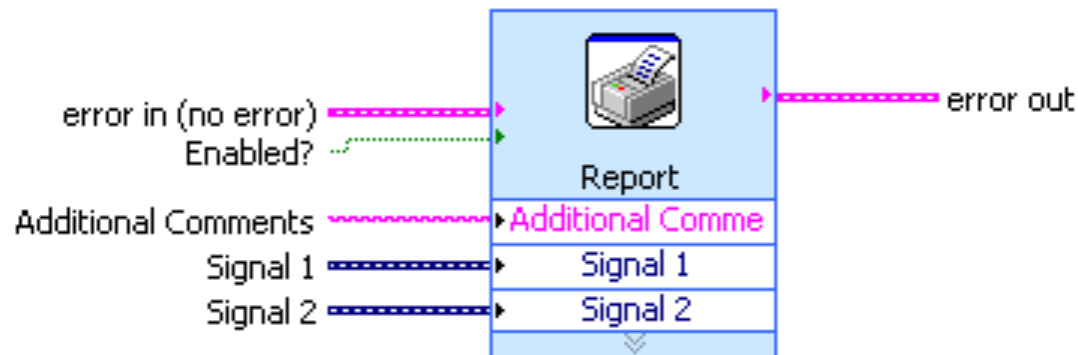 error in (no error)
Enabled?
Additional Comments
Signal 1
Signal 2
Report
Additional Comme
Signal 1
Signal 2
error out